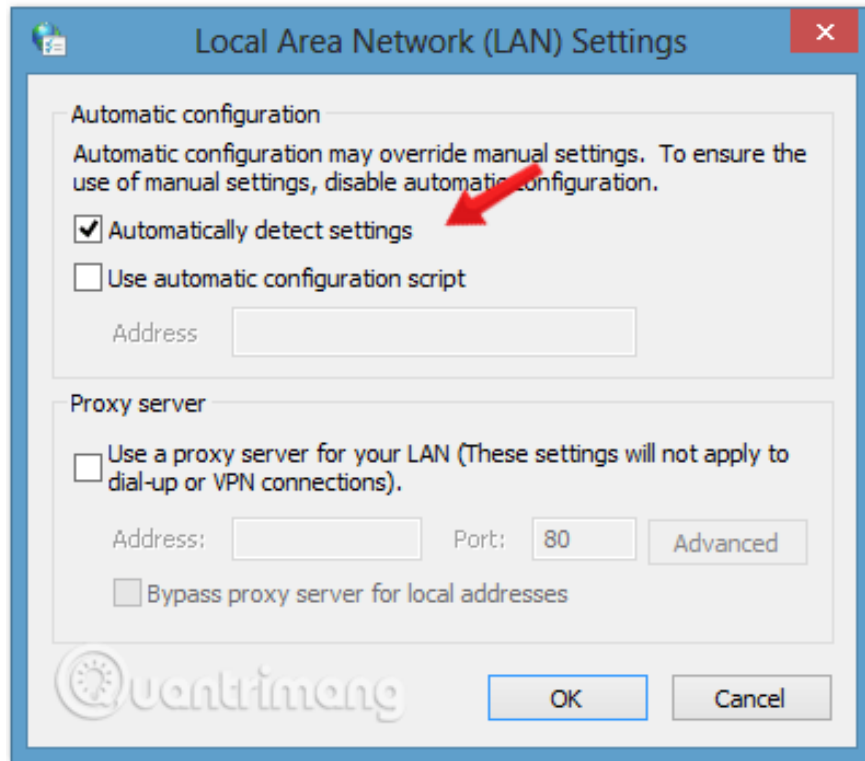 Local Area Network (LAN) Settings
Automatic configuration
Automatic configuration may override manual settings.  To ensure the
use of manual settings, disable automatic configuration.
Automatically detect settings
Use automatic configuration script
Address
Proxy server
Use a proxy server for your LAN (These settings will not apply to
dial-up or VPN connections).
Address:
Port:
80
Advanced
Bypass proxy server for local addresses
Quantrimang
OK
Cancel